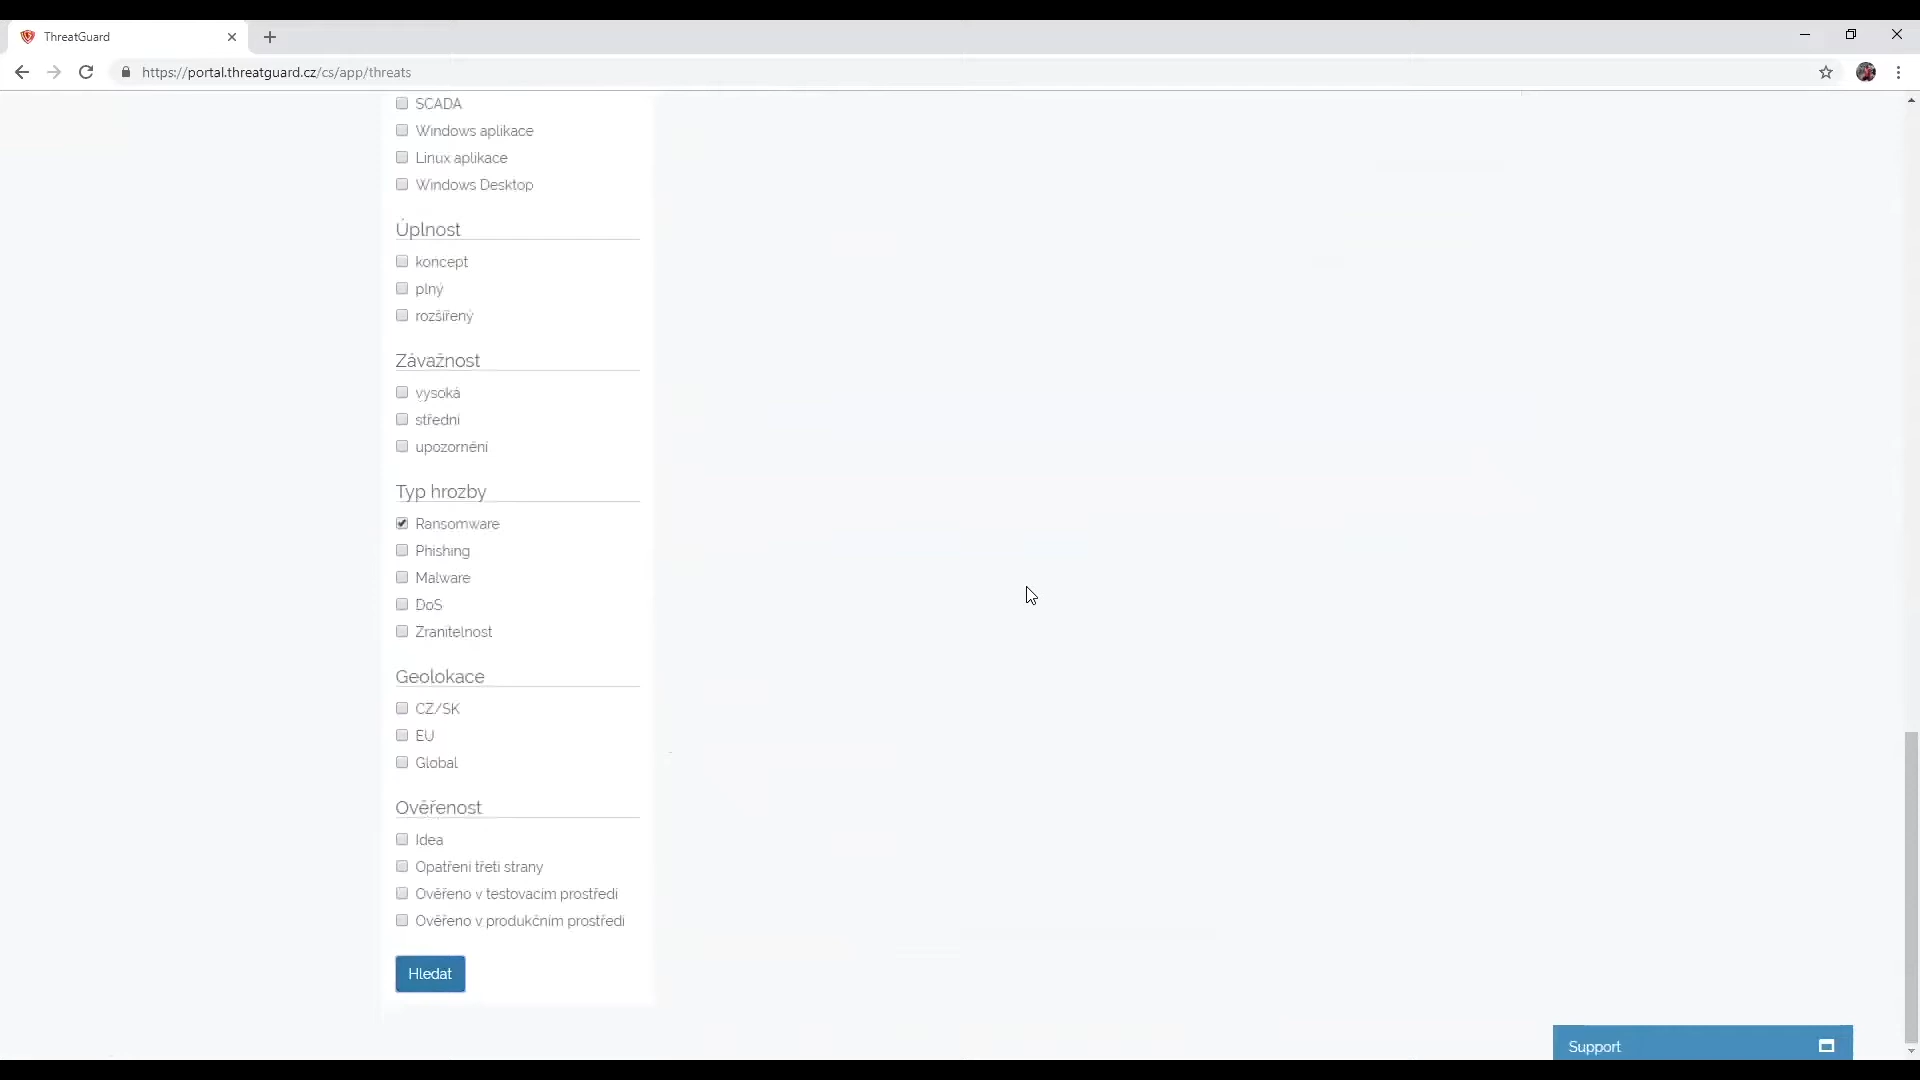 ThreatGuard
https://portal.threatguard.cz/cs/app/threats
SCADA
Windows aplikace
Linux aplikace
Windows Desktop
Úplnost
koncept
plný
rozšířený
Závažnost
vysoká
střední
upozornění
Typ hrozby
Ransomware
Phishing
Malware
DoS
Zranitelnost
Geolokace
CZ/SK
EU
Global
Ověřenost
Idea
Opatření třetí strany
Ověřeno v testovacím prostředí
Ověřeno v produkčním prostředí
Hledat
Support